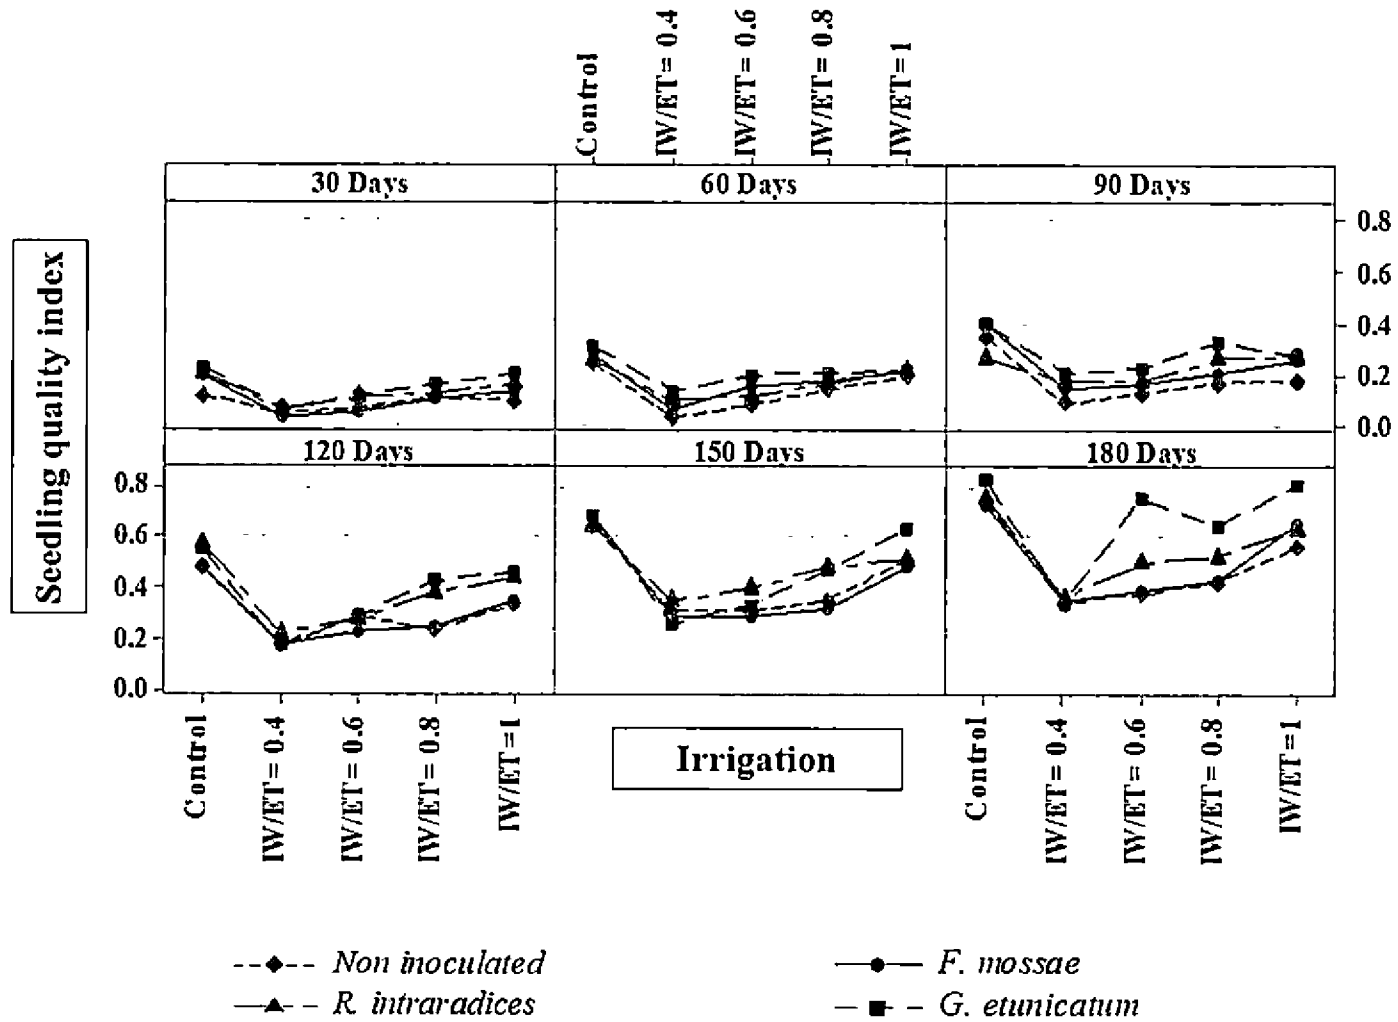 Control
IW/ET= 0.4
IW/ET= 0.6
IW/ET= 0.8
IW/ET= 1
30 Days
60 Days
90 Days
0.8
0.6
0.4
0.2
0.0
Seedling quality index
120 Days
150 Days
180 Days
0.8
0.6
0.4
0.2
0.0
Control
IW/ET= 0.4
IW/ET= 0.6
IW/ET= 0.8
IW/ET= 1
Irrigation
Control
IW/ET= 0.4
IW/ET= 0.6
IW/ET= 0.8
IW/ET= 1
Non inoculated
F. mossae
R. intraradices
G. etunicatum